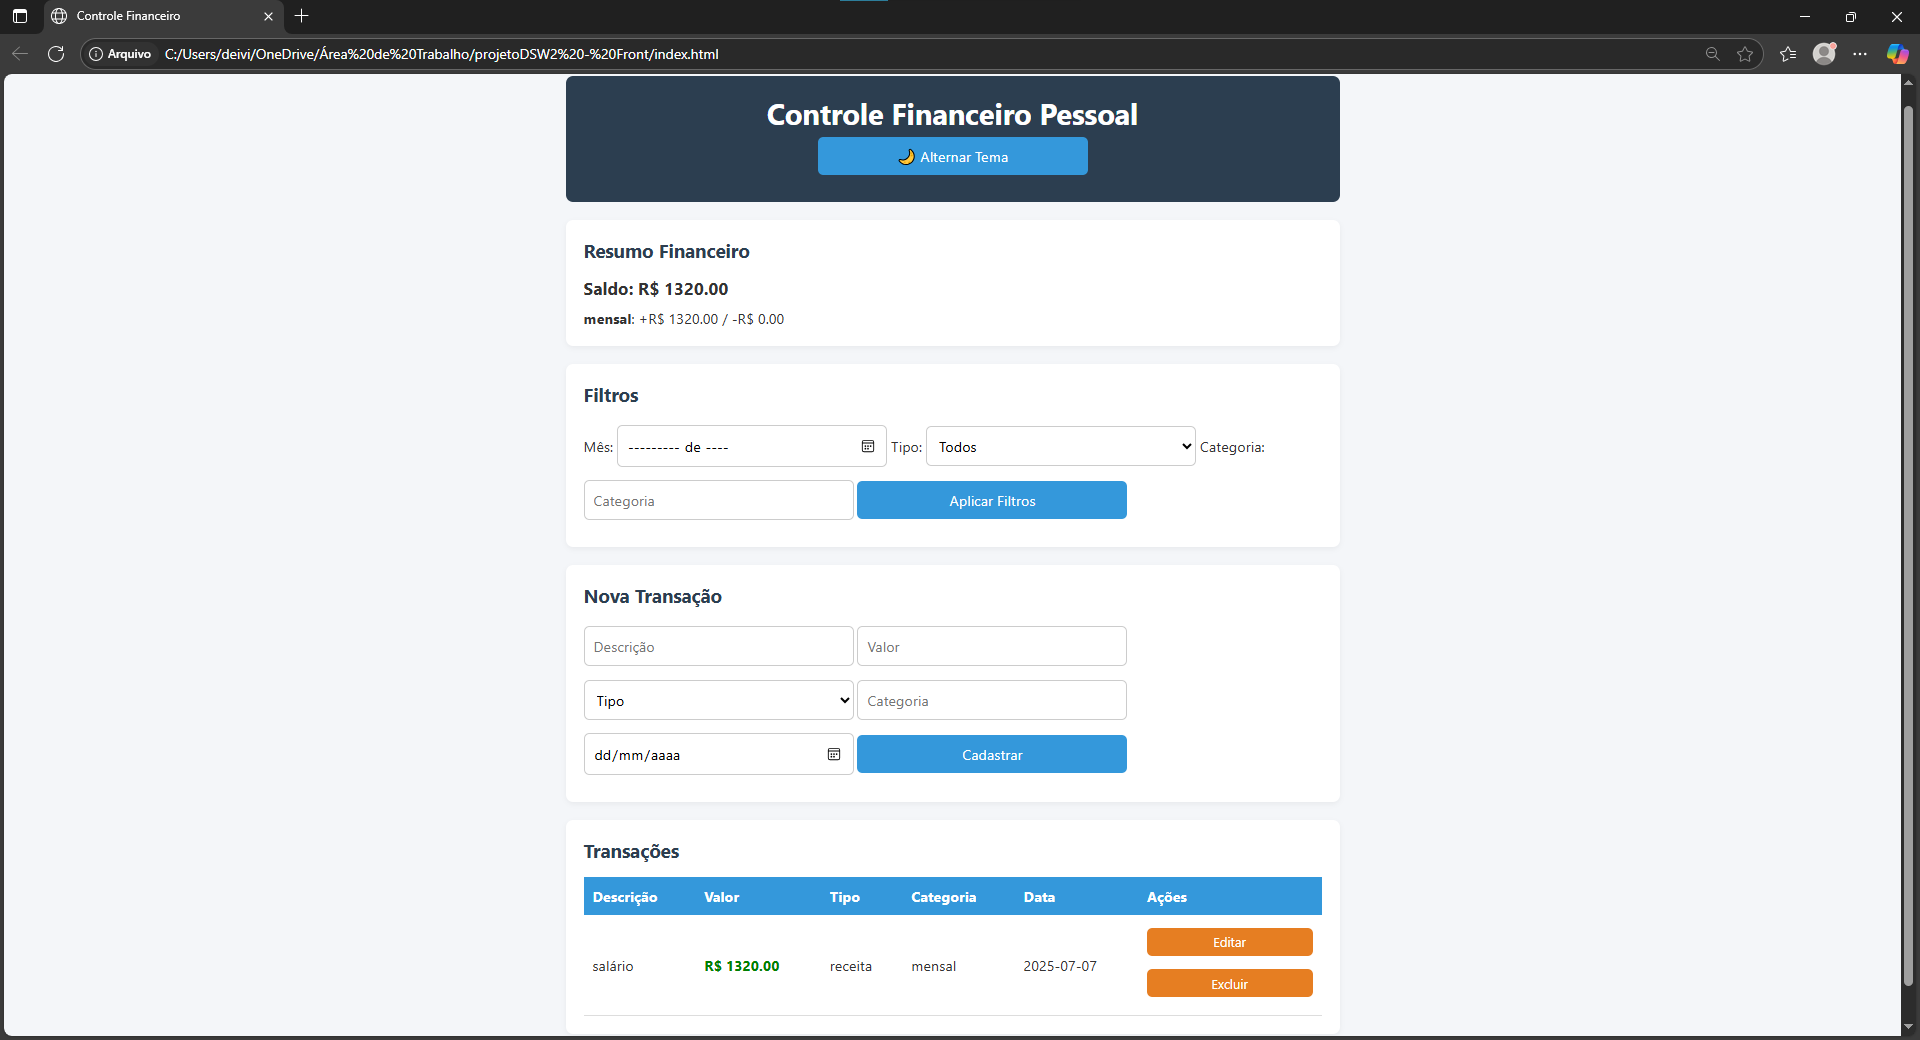 Controle Financeiro
Arquivo C:/Users/deivi/OneDrive/Área%20de%20Trabalho/projetoDSW2%20-%20Front/index.html
Controle Financeiro Pessoal
🌙 Alternar Tema
Resumo Financeiro
Saldo: R$ 1320.00
mensal: +R$ 1320.00 / -R$ 0.00
Filtros
Mês: --------- de ---- Tipo: Todos Categoria:
Categoria Aplicar Filtros
Nova Transação
Descrição Valor
Tipo Categoria
dd/mm/aaaa Cadastrar
Transações
Descrição Valor Tipo Categoria Data Ações
salário R$ 1320.00 receita mensal 2025-07-07 Editar
Excluir